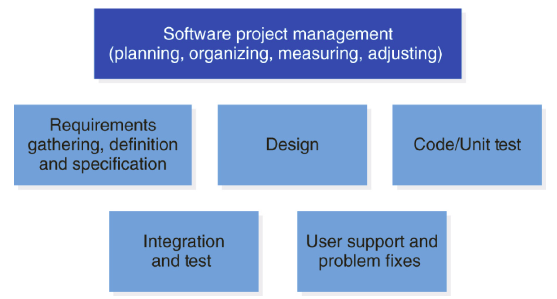 Software project management
(planning, organizing, measuring, adjusting)
Requirements
gathering, definition
and specification
Design
Code/Unit test
Integration
and test
User support and
problem fixes